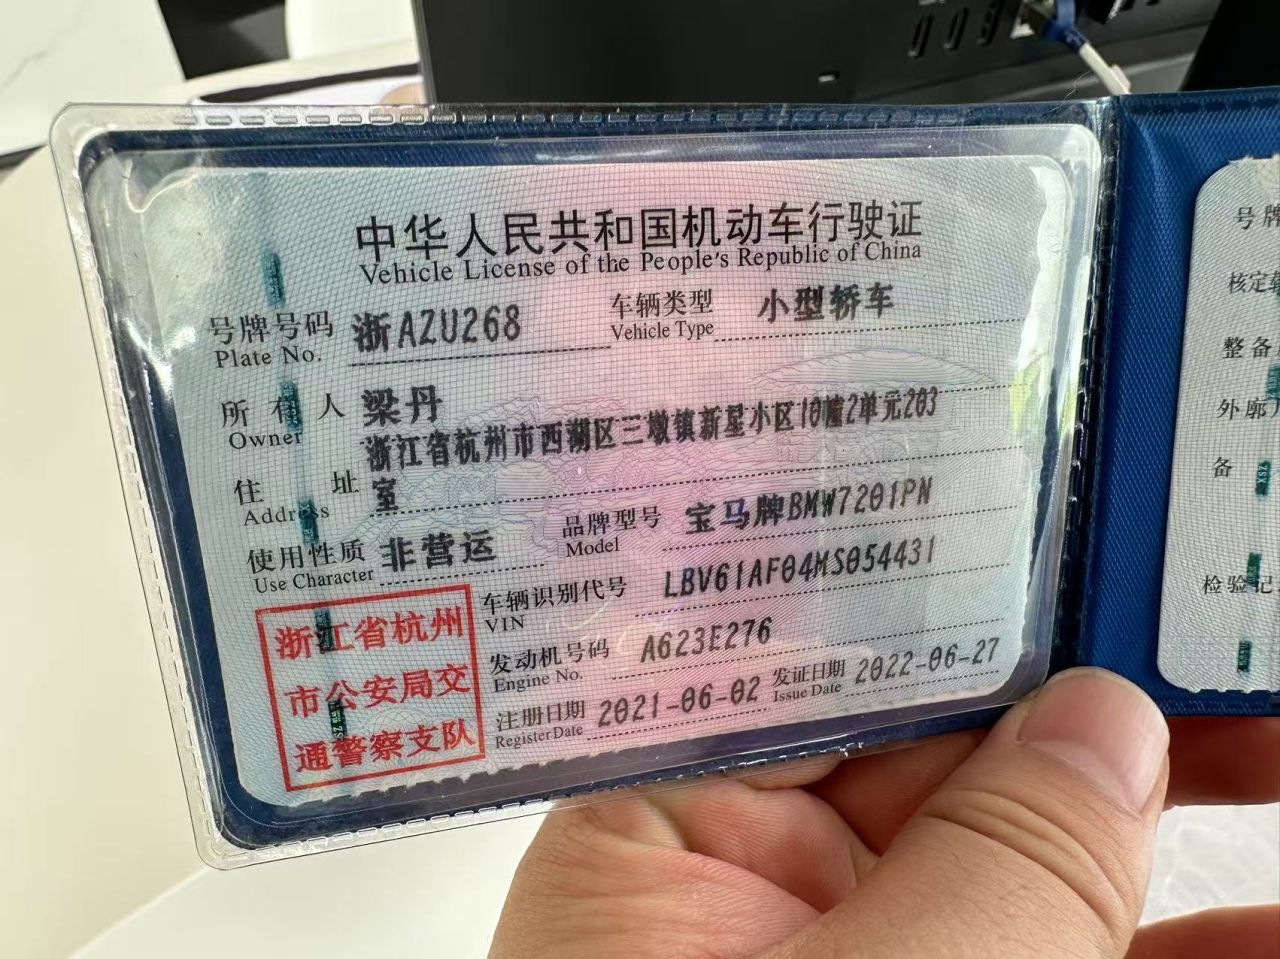 中华人民共和国机动车行驶证
Vehicle License of the People's Republic of China
号牌号码 浙AZU268 车辆类型 小型轿车
Plate No. Vehicle Type
所有人 梁丹
Owner
浙江省杭州市西湖区三墩镇新星小区10幢2单元203
住址 室
Address
使用性质 非营运 品牌型号 宝马牌BMW7201PN
Use Character Model
车辆识别代号 LBV61AF04MS054431
VIN
发动机号码 A623E276
Engine No.
注册日期 2021-06-02 发证日期 2022-06-27
Register Date Issue Date
浙江省杭州
市公安局交
通警察支队
号牌
核定
整备
外廓
备
检验记